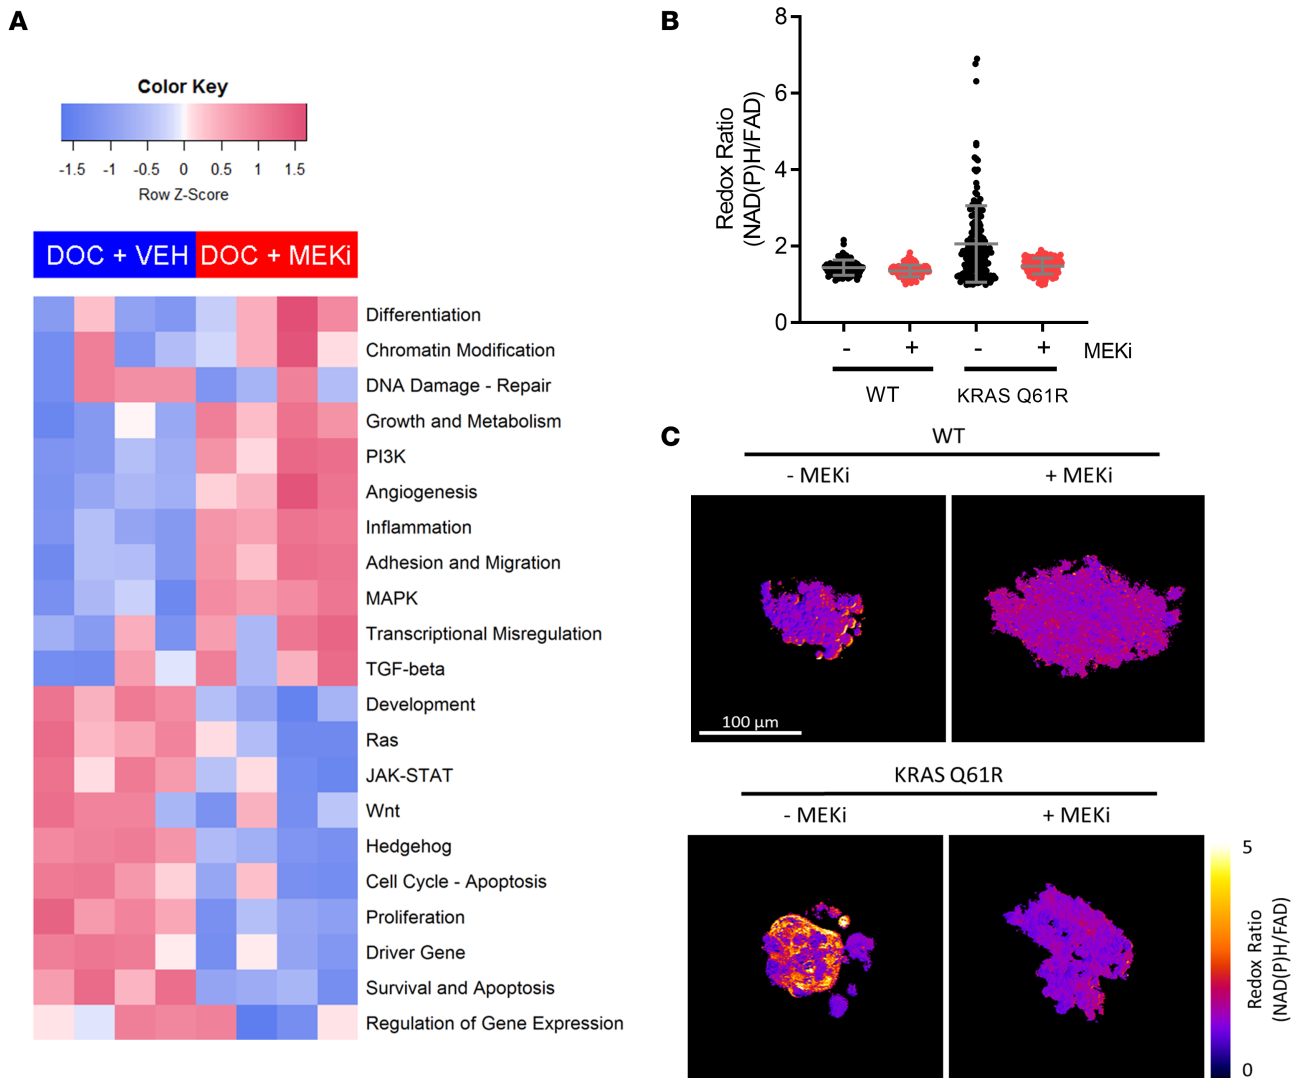 A
Color Key
-1.5 -1 -0.5 0 0.5 1 1.5
Row Z-Score
DOC + VEH DOC + MEKi
Differentiation
Chromatin Modification
DNA Damage - Repair
Growth and Metabolism
PI3K
Angiogenesis
Inflammation
Adhesion and Migration
MAPK
Transcriptional Misregulation
TGF-beta
Development
Ras
JAK-STAT
Wnt
Hedgehog
Cell Cycle - Apoptosis
Proliferation
Driver Gene
Survival and Apoptosis
Regulation of Gene Expression
B
Redox Ratio
(NAD(P)H/FAD)
8
6
4
2
0
- + - + MEKi
WT KRAS Q61R
C
WT
- MEKi + MEKi
100 µm
KRAS Q61R
- MEKi + MEKi
5
0
Redox Ratio
(NAD(P)H/FAD)